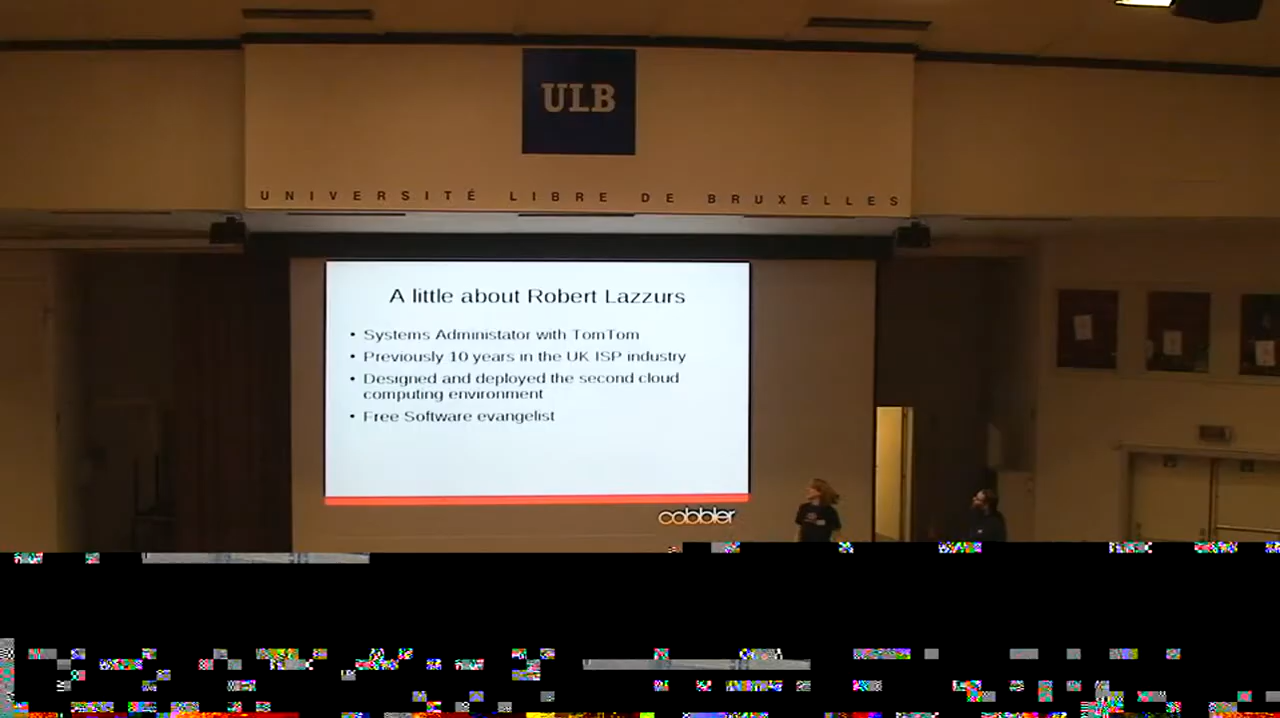 ULB
UNIVERSITÉ LIBRE DE BRUXELLES
A little about Robert Lazzurs
• Systems Administator with TomTom
• Previously 10 years in the UK ISP industry
• Designed and deployed the second cloud
computing environment
• Free Software evangelist
cobbler